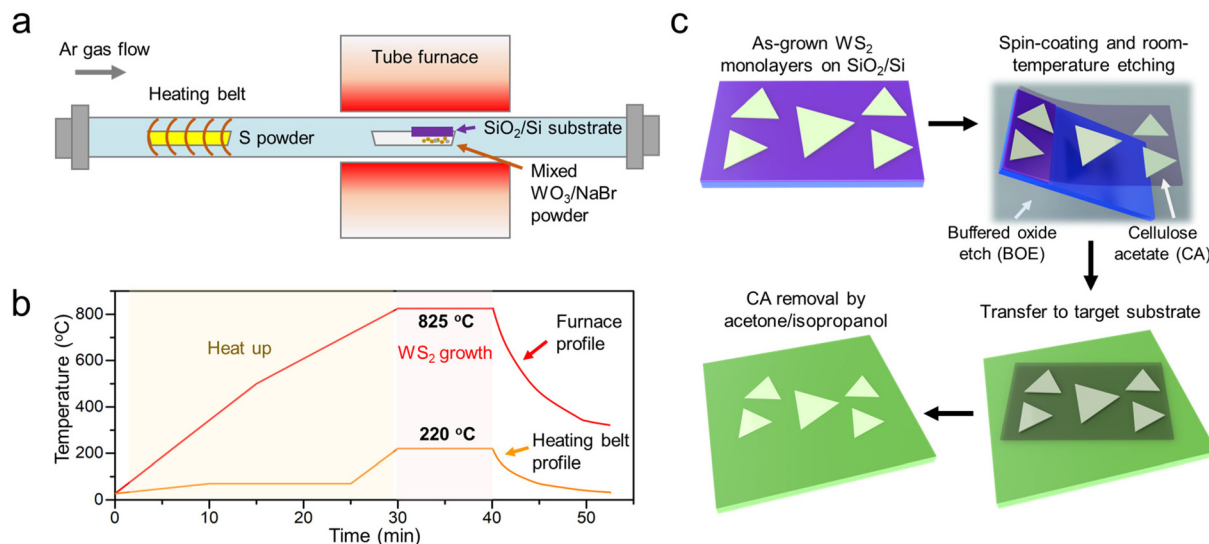 a
Ar gas flow
Heating belt
S powder
Tube furnace
SiO₂/Si substrate
Mixed
WO₃/NaBr
powder
b
Temperature (°C)
800
600
400
200
0
Heat up
825 °C
WS₂ growth
220 °C
Furnace
profile
Heating belt
profile
0
10
20
30
40
50
Time (min)
c
As-grown WS₂
monolayers on SiO₂/Si
Spin-coating and room-
temperature etching
Buffered oxide
etch (BOE)
Cellulose
acetate (CA)
CA removal by
acetone/isopropanol
Transfer to target substrate